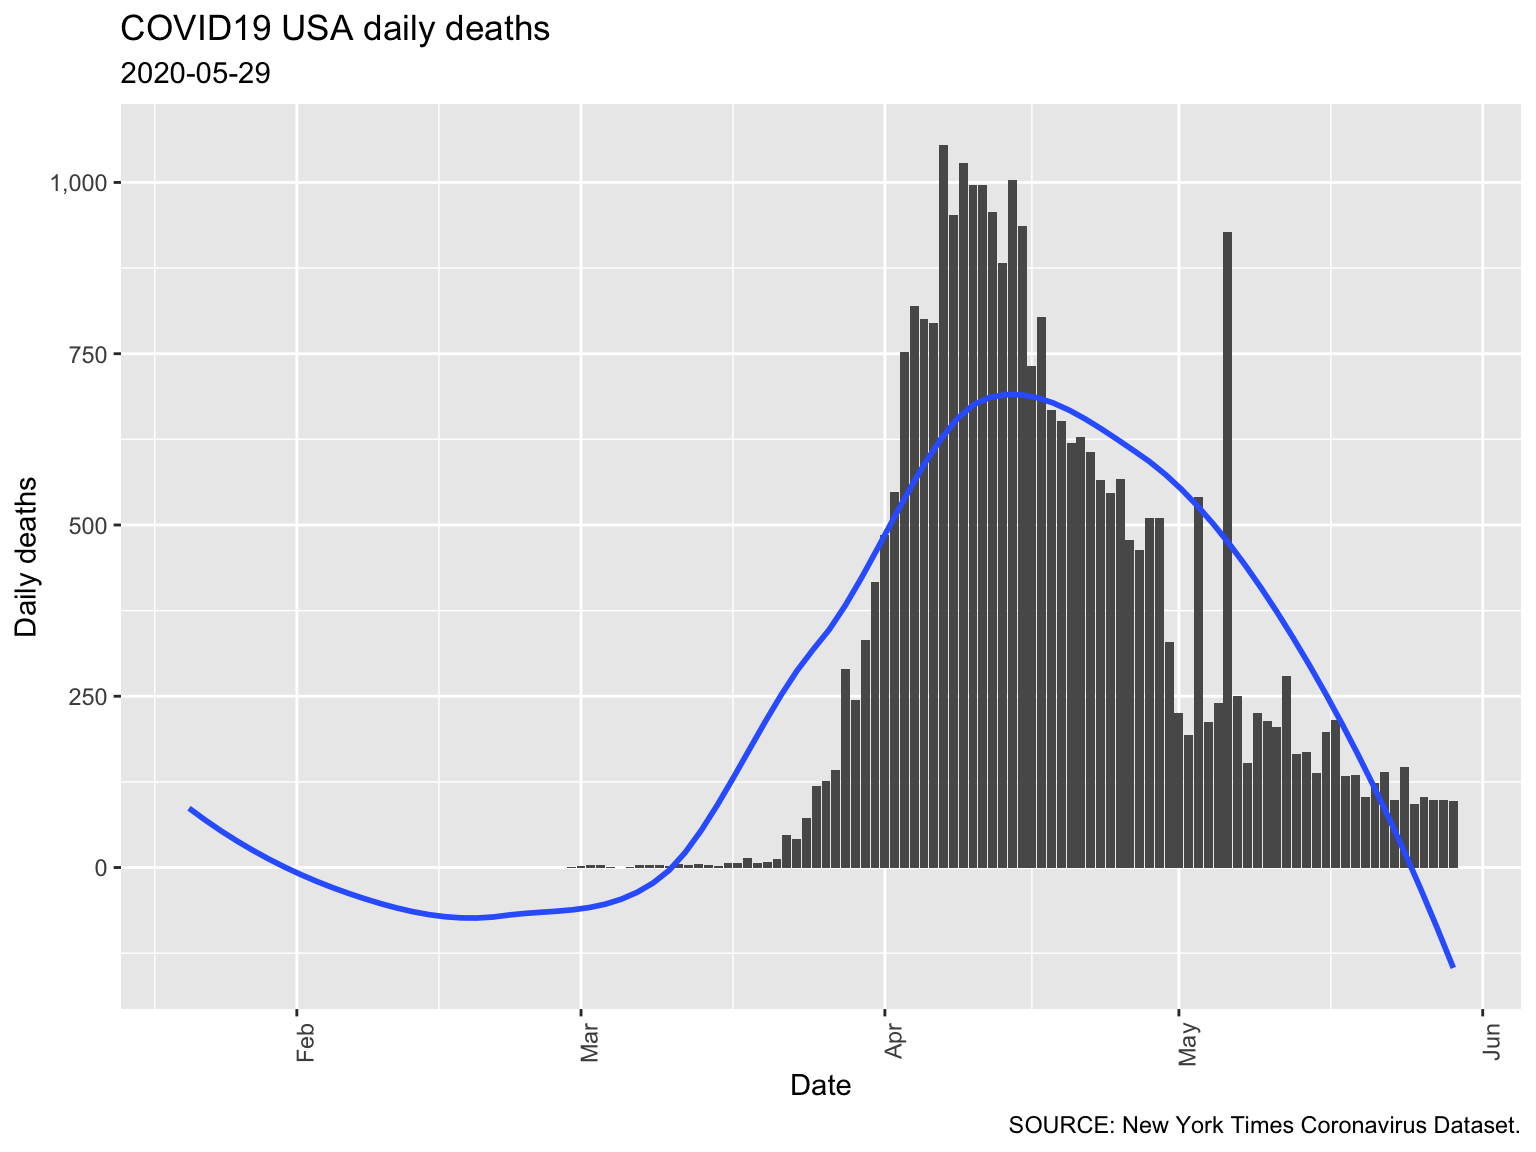 COVID19 USA daily deaths
2020-05-29
1,000
750
500
250
0
Daily deaths
Feb
Mar
Apr
May
Jun
Date
SOURCE: New York Times Coronavirus Dataset.